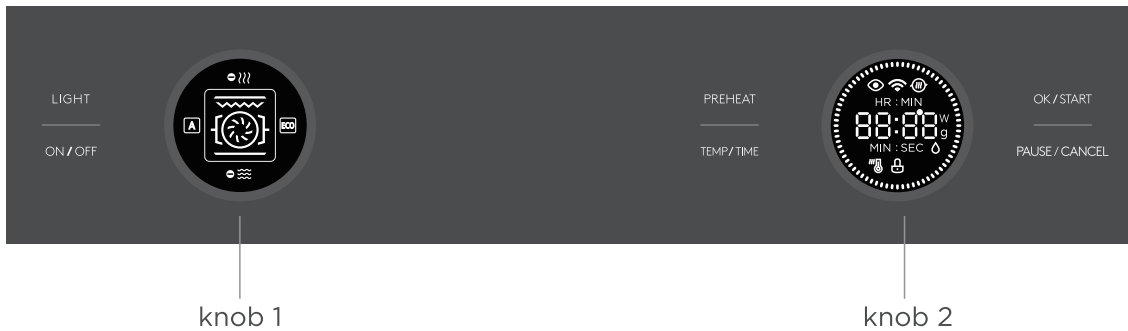 LIGHT
ON / OFF
A
ECO
knob 1
PREHEAT
TEMP/TIME
HR : MIN
88:88 W
g
MIN : SEC
OK / START
PAUSE / CANCEL
knob 2